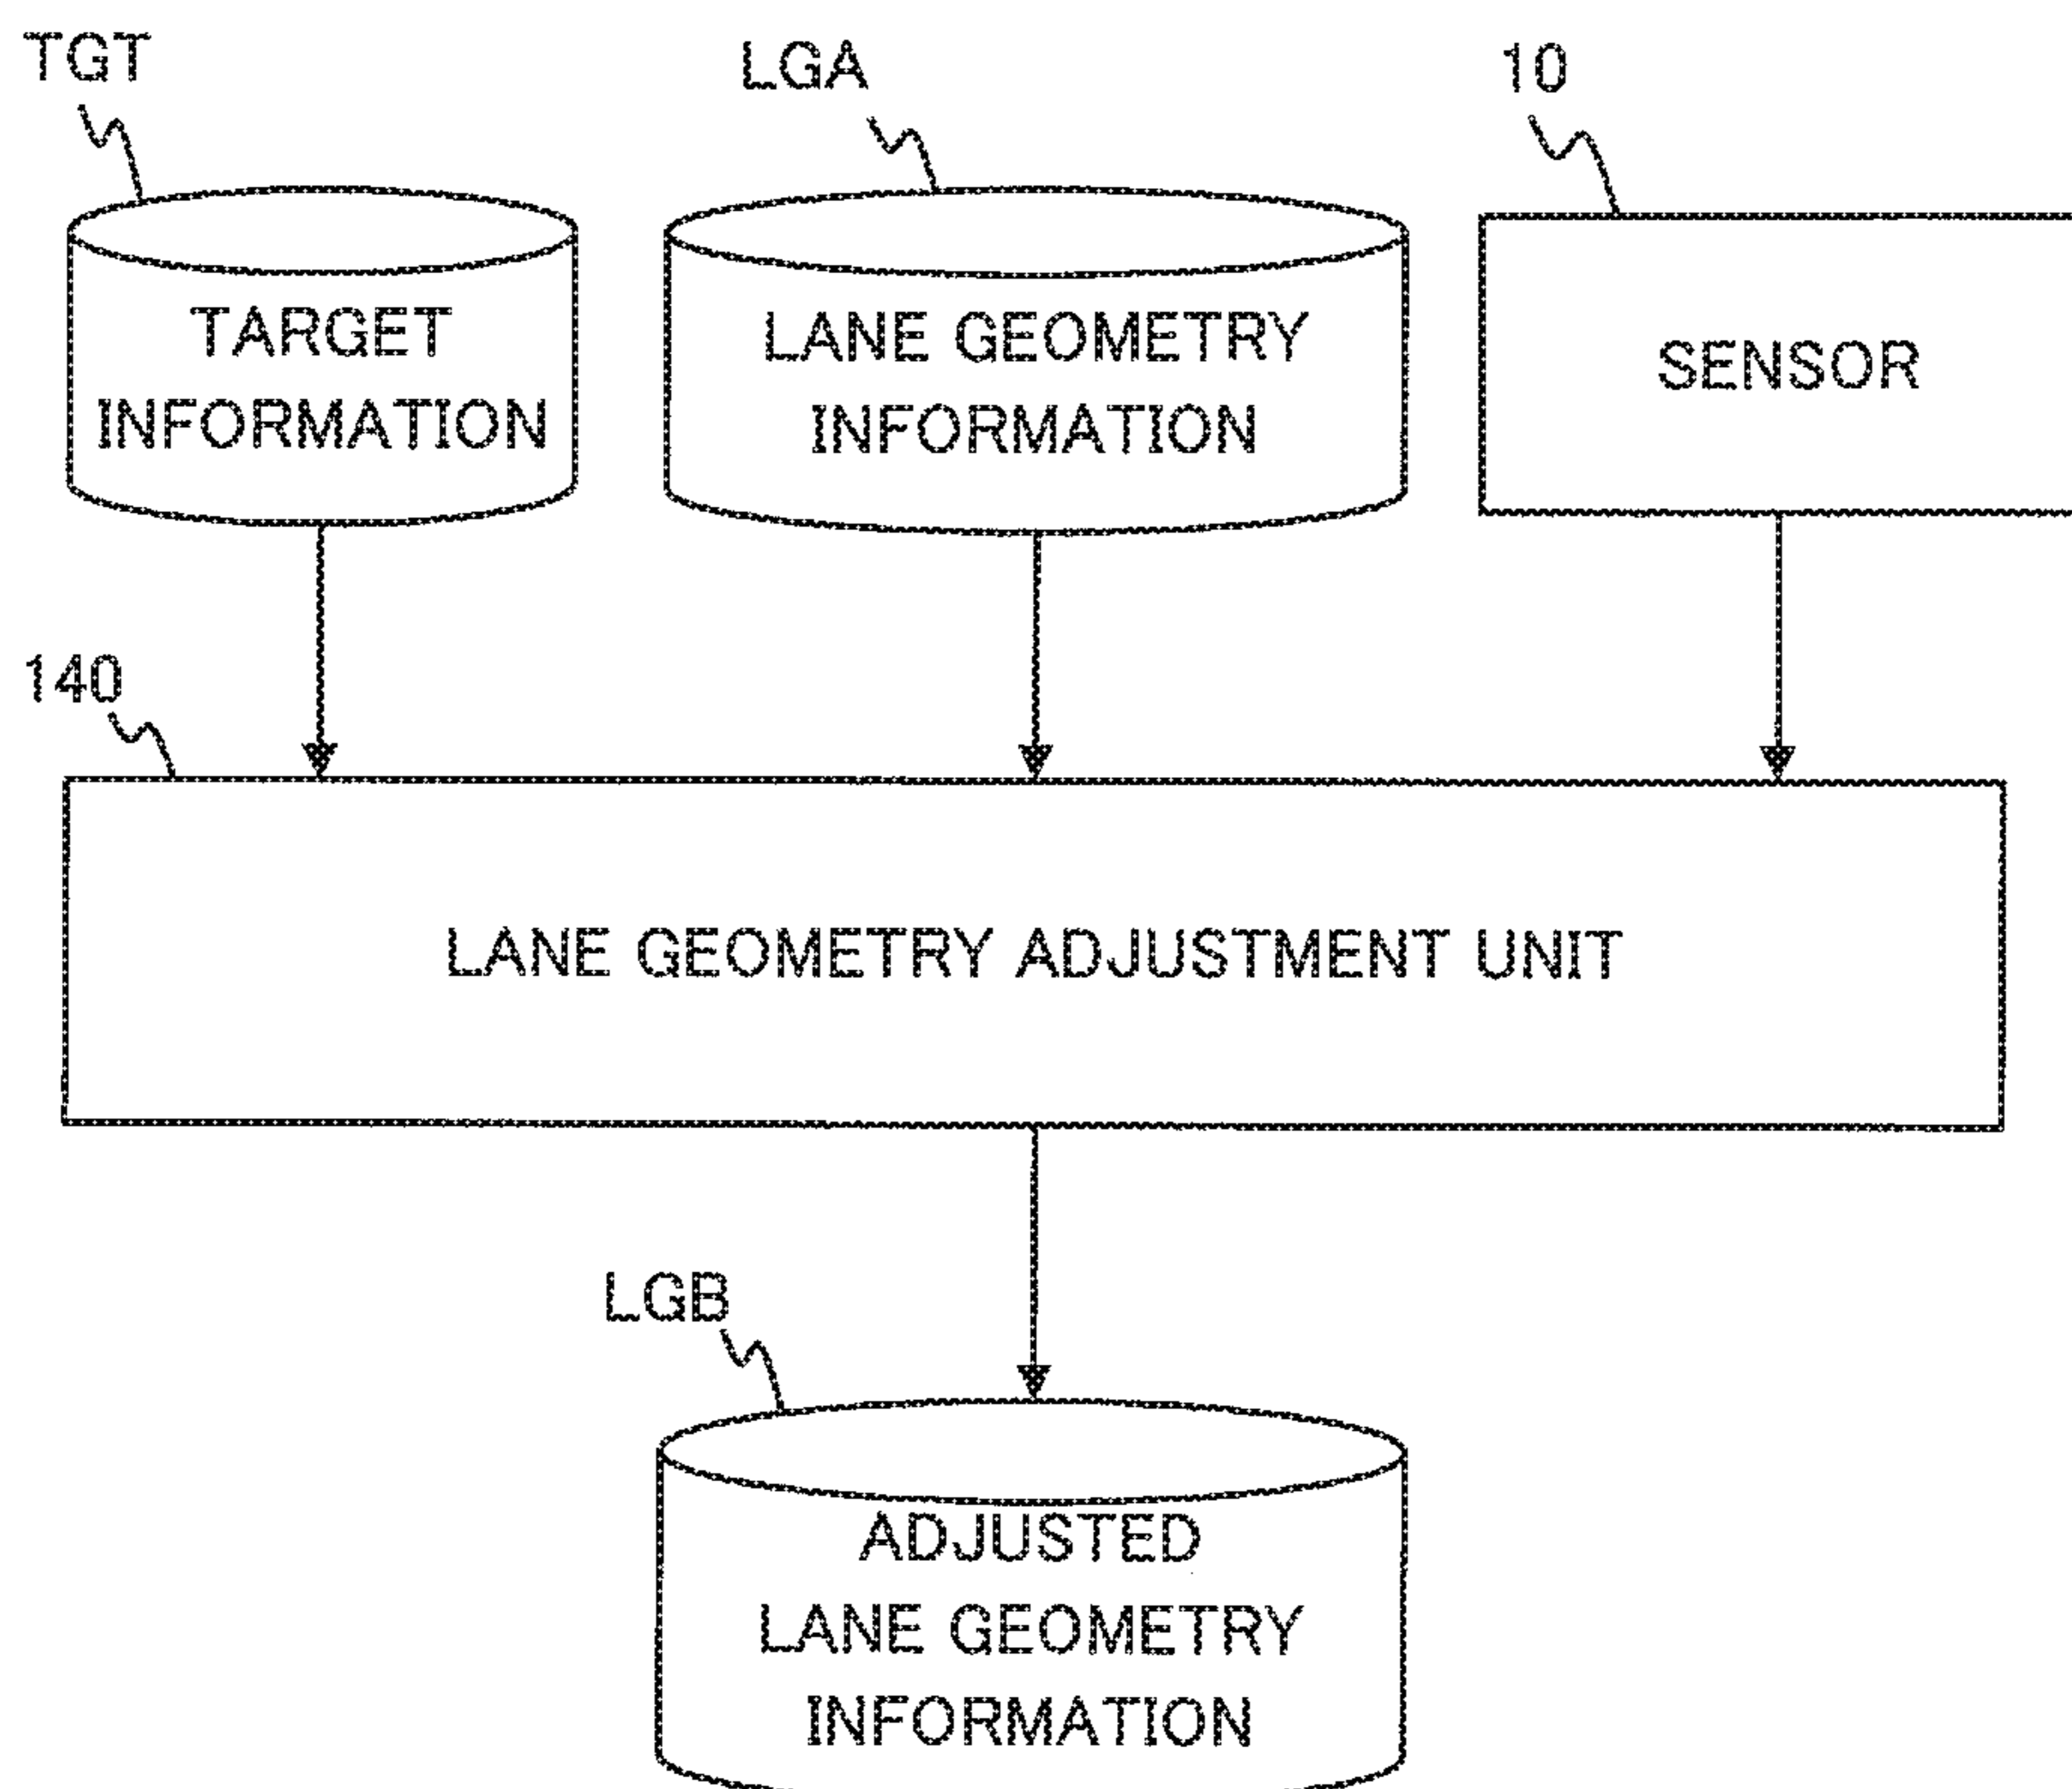 TGT
LGA
10
TARGET
INFORMATION
LANE GEOMETRY
INFORMATION
SENSOR
140
LANE GEOMETRY ADJUSTMENT UNIT
LGB
ADJUSTED
LANE GEOMETRY
INFORMATION